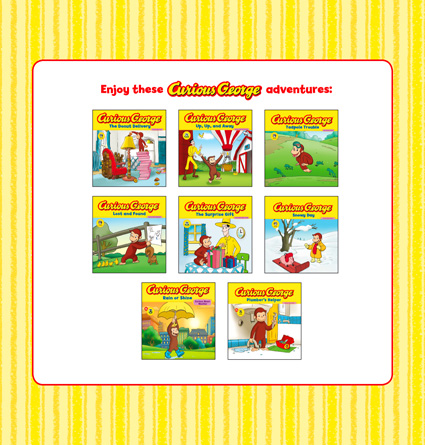 Enjoy these Curious George adventures:
Curious George
The Donut Delivery
Curious George
Up, Up, and Away
Curious George
Tadpole Trouble
Curious George
Lost and Found
Curious George
The Surprise Gift
Curious George
Snowy Day
Curious George
Rain or Shine
Curious George
Plumber's Helper